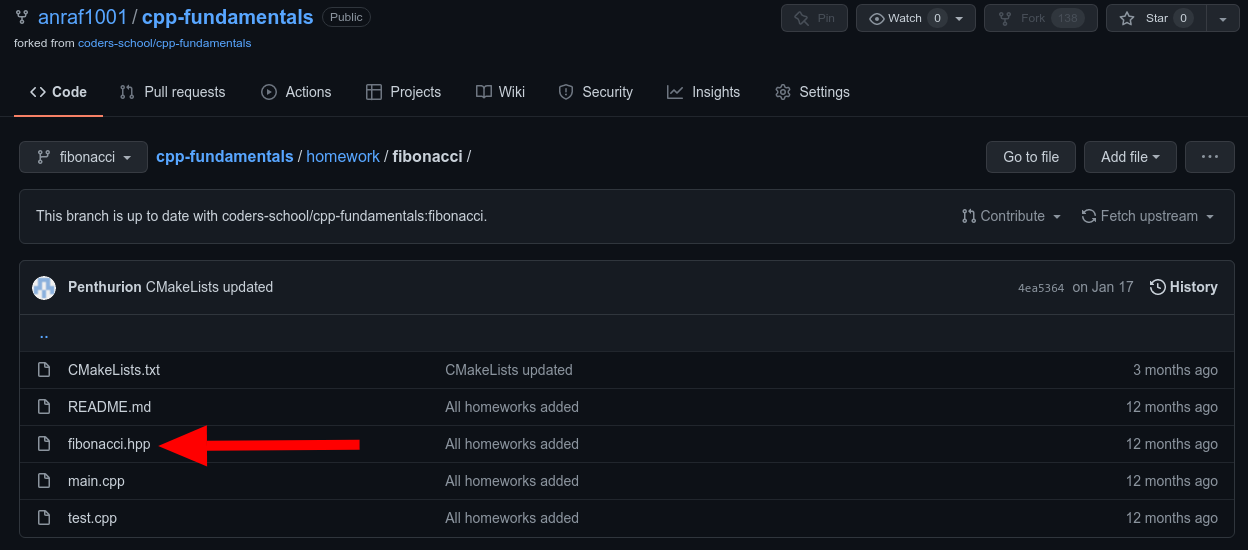 anraf1001 / cpp-fundamentals Public
Pin Watch 0 Fork 138 Star 0
forked from coders-school/cpp-fundamentals
Code Pull requests Actions Projects Wiki Security Insights Settings
fibonacci cpp-fundamentals / homework / fibonacci / Go to file Add file ...
This branch is up to date with coders-school/cpp-fundamentals:fibonacci. Contribute Fetch upstream
Penthurion CMakeLists updated 4ea5364 on Jan 17 History
..
CMakeLists.txt CMakeLists updated 3 months ago
README.md All homeworks added 12 months ago
fibonacci.hpp All homeworks added 12 months ago
main.cpp All homeworks added 12 months ago
test.cpp All homeworks added 12 months ago